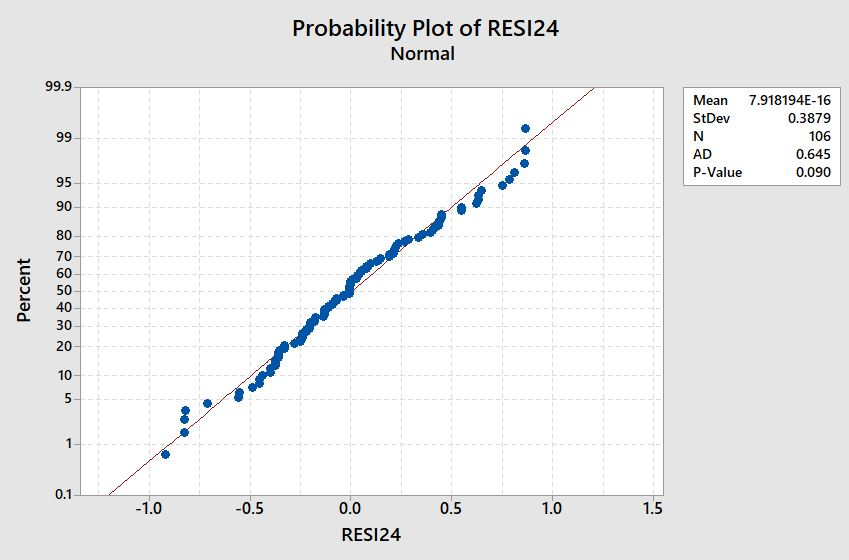 Probability Plot of RESI24
Normal
99.9
99
95
90
80
70
60
50
40
30
20
10
5
1
0.1
Percent
-1.0 -0.5 0.0 0.5 1.0 1.5
RESI24
Mean 7.918194E-16
StDev 0.3879
N 106
AD 0.645
P-Value 0.090